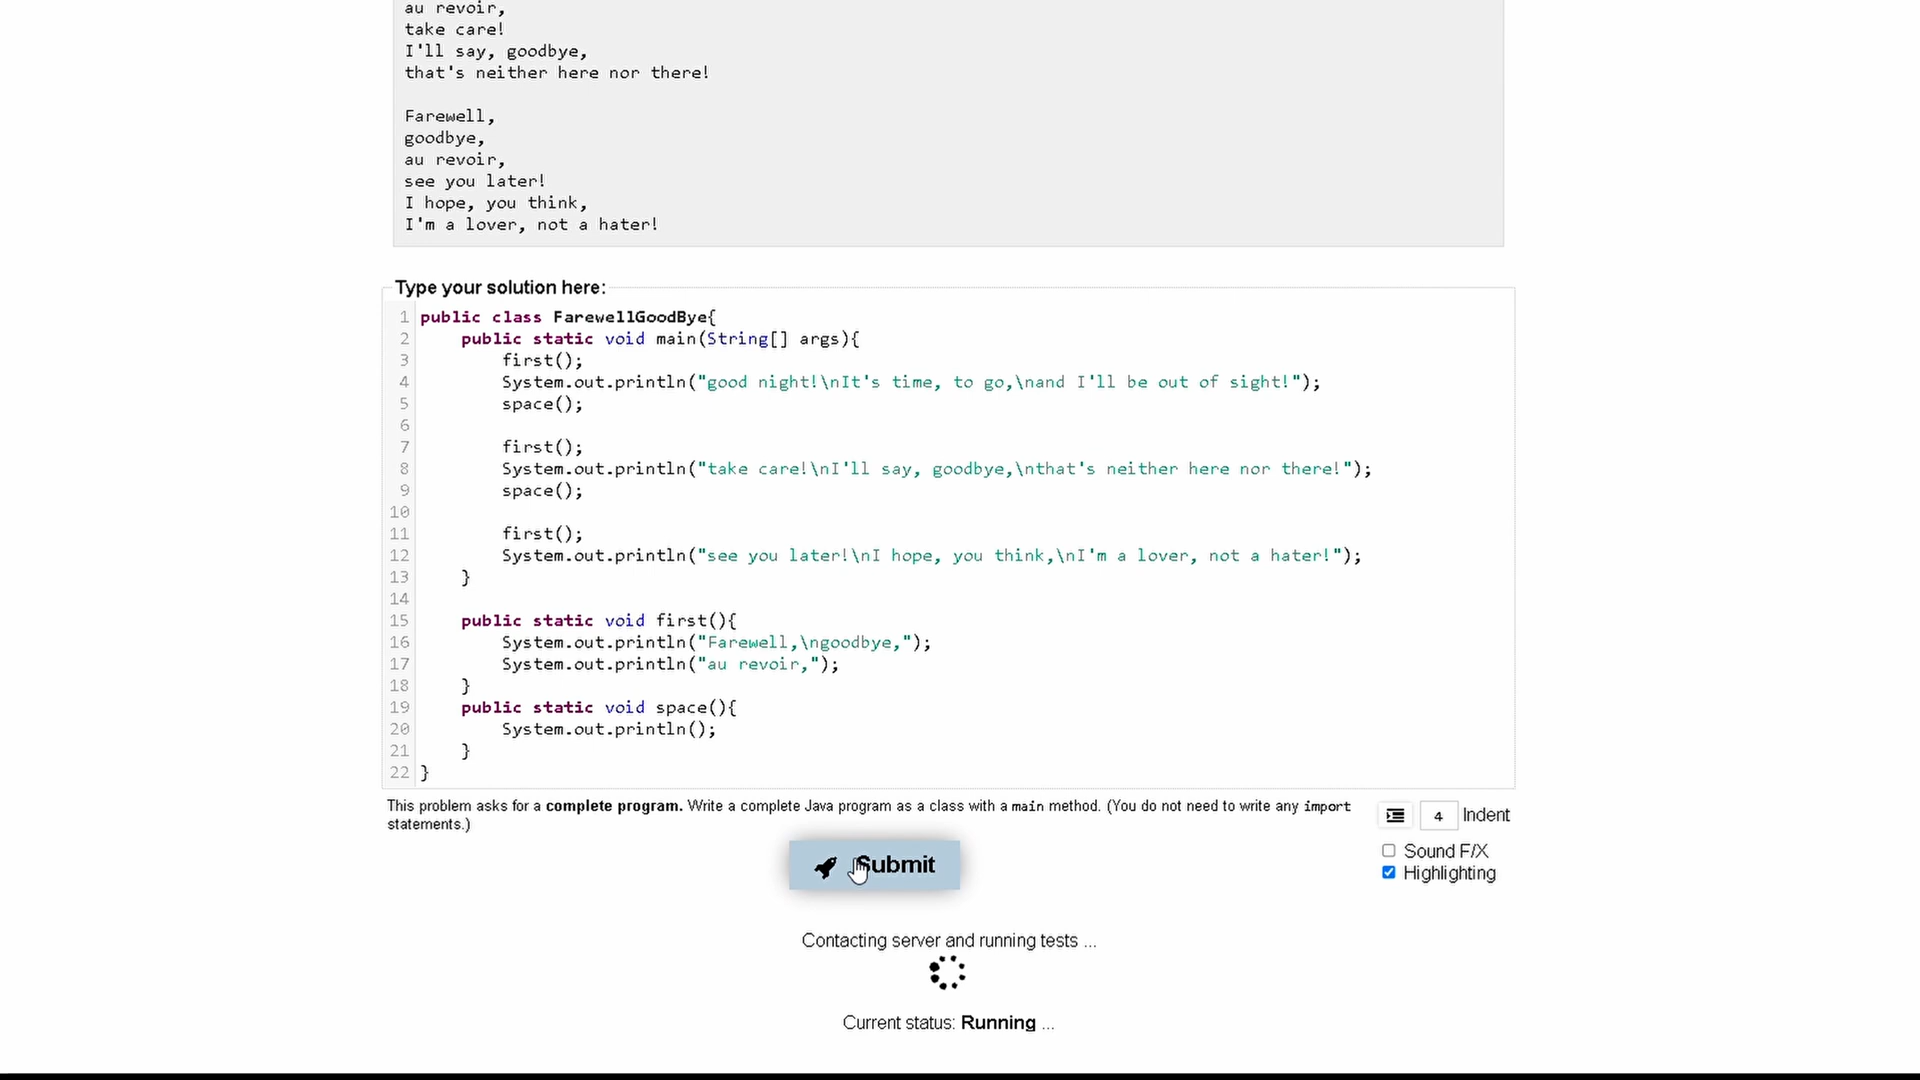 au revoir,
take care!
I'll say, goodbye,
that's neither here nor there!
Farewell,
goodbye,
au revoir,
see you later!
I hope, you think,
I'm a lover, not a hater!
Type your solution here:
1 public class FarewellGoodBye{
2     public static void main(String[] args){
3         first();
4         System.out.println("good night!\nIt's time, to go,\nand I'll be out of sight!");
5         space();
6
7         first();
8         System.out.println("take care!\nI'll say, goodbye,\nthat's neither here nor there!");
9         space();
10
11         first();
12         System.out.println("see you later!\nI hope, you think,\nI'm a lover, not a hater!");
13     }
14
15     public static void first(){
16         System.out.println("Farewell,\ngoodbye,");
17         System.out.println("au revoir,");
18     }
19     public static void space(){
20         System.out.println();
21     }
22 }
This problem asks for a complete program. Write a complete Java program as a class with a main method. (You do not need to write any import
statements.)
4 Indent
Sound F/X
Highlighting
Submit
Contacting server and running tests ...
Current status: Running ...